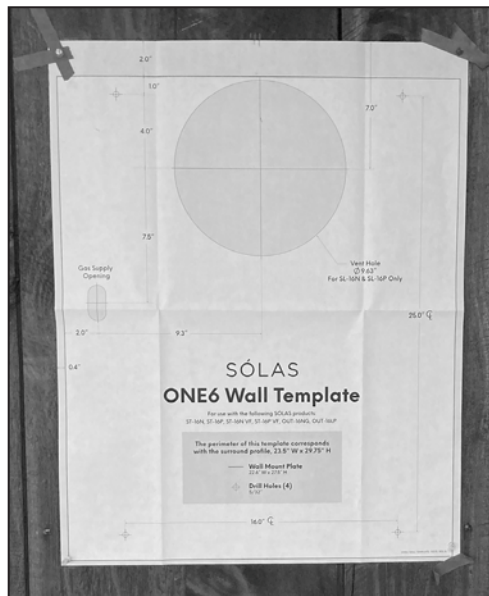 2.0"
1.0"
7.0"
4.0"
7.5"
Vent Hole
Ø 9.63"
For SL-16N & SL-16P Only
Gas Supply
Opening
25.0" ℄
2.0"
9.3"
0.4"
SÓLAS
ONE6 Wall Template
For use with the following SÓLAS products:
ST-16N, ST-16P, ST-16N VF, ST-16P VF, OUT-16NG, OUT-16LP
The perimeter of this template corresponds
with the surround profile, 23.5" W x 29.75" H
Wall Mount Plate
Drill Holes (4)
16.0" ℄